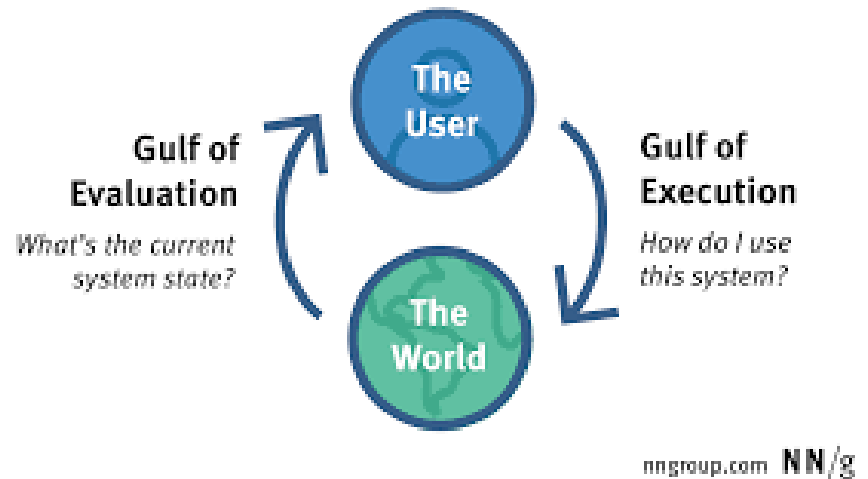 The
User
Gulf of
Evaluation
What's the current
system state?
Gulf of
Execution
How do I use
this system?
The
World
nngroup.com NN/g